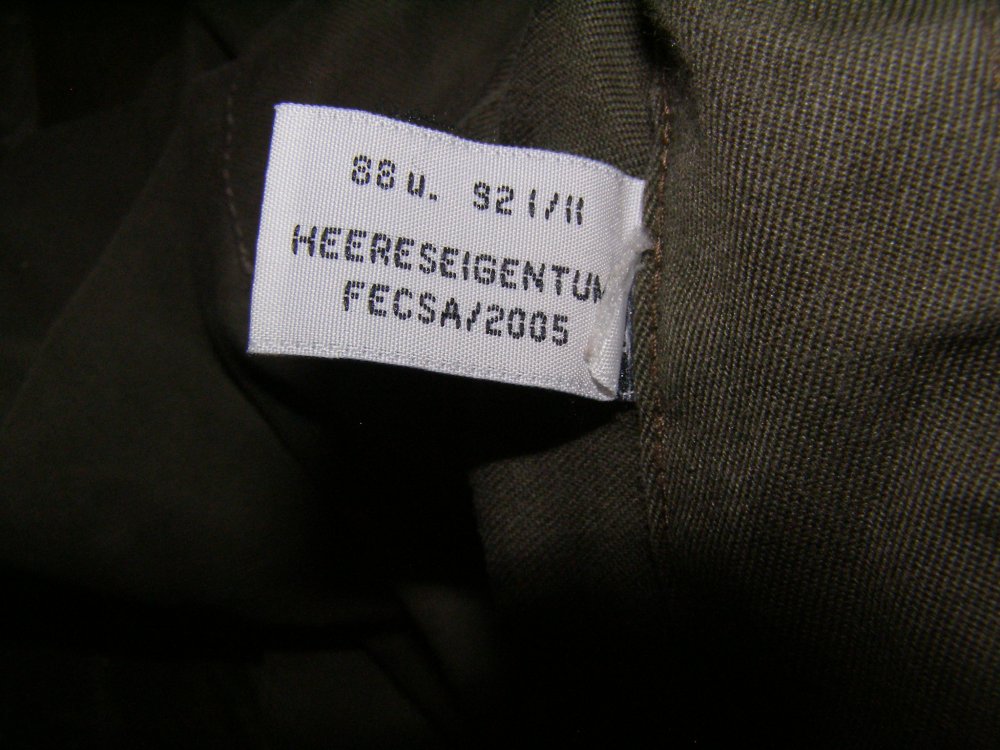 88 u. 92 I/II
HEERESEIGENTUM
FECSA/2005